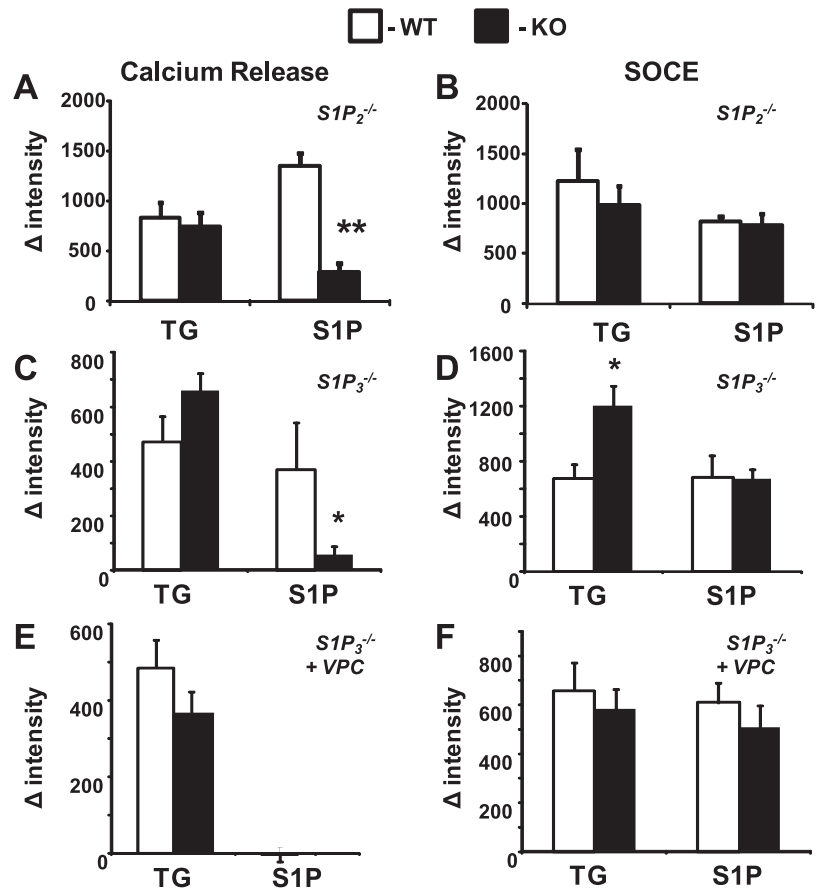 - WT - KO
Calcium Release
SOCE
A
S1P2-/-
Δ intensity
2000
1500
1000
500
0
**
TG S1P
B
S1P2-/-
Δ intensity
2000
1500
1000
500
0
TG S1P
C
S1P3-/-
Δ intensity
800
600
400
200
0
*
TG S1P
D
S1P3-/-
Δ intensity
1600
1200
800
400
0
*
TG S1P
E
S1P3-/-
+ VPC
Δ intensity
600
400
200
0
TG S1P
F
S1P3-/-
+ VPC
Δ intensity
800
600
400
200
0
TG S1P